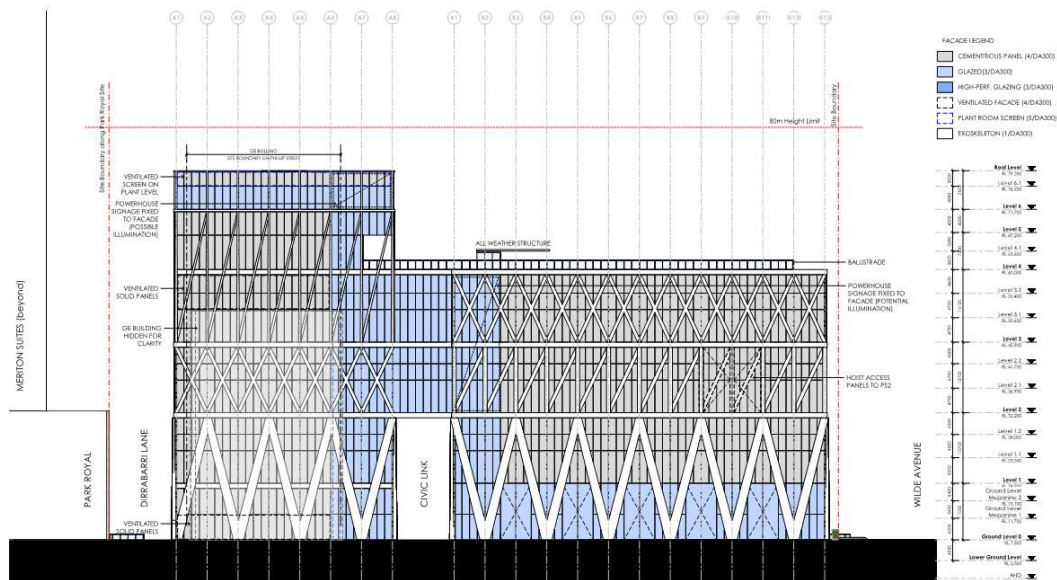 A1 A2 A3 A4 A5 A6 A7 A8 B1 B2 B3 B4 B5 B6 B7 B8 B9 B10 B11 B12 B13
FACADE LEGEND
CEMENTITIOUS PANEL (4/DA300)
GLAZED(3/DA300)
HIGH-PERF. GLAZING (3/DA300)
VENTILATED FACADE (4/DA300)
PLANT ROOM SCREEN (5/DA300)
EXOSKELETON (1/DA300)
Site Boundary along Park Royal Site
Site Boundary
80m Height Limit
GE BUILDING
SITE BOUNDARY ON PHILLIP STREET
VENTILATED
SCREEN ON
PLANT LEVEL
POWERHOUSE
SIGNAGE FIXED
TO FACADE
(POSSIBLE
ILLUMINATION)
ALL WEATHER STRUCTURE
BALUSTRADE
VENTILATED
SOLID PANELS
POWERHOUSE
SIGNAGE FIXED TO
FACADE (POTENTIAL
ILLUMINATION)
GE BUILDING
HIDDEN FOR
CLARITY
HOIST ACCESS
PANELS TO PS2
MERITON SUITES (beyond)
PARK ROYAL
DIRRABARRI LANE
CIVIC LINK
WILDE AVENUE
VENTILATED
SOLID PANELS
Roof Level
Level 6.1
Level 6
Level 5
Level 4.1
Level 4
Level 3.2
Level 3.1
Level 3
Level 2.2
Level 2.1
Level 2
Level 1.2
Level 1.1
Level 1
Ground Level
Mezzanine 2
Ground Level
Mezzanine 1
Ground Level 0
Lower Ground Level
AHD